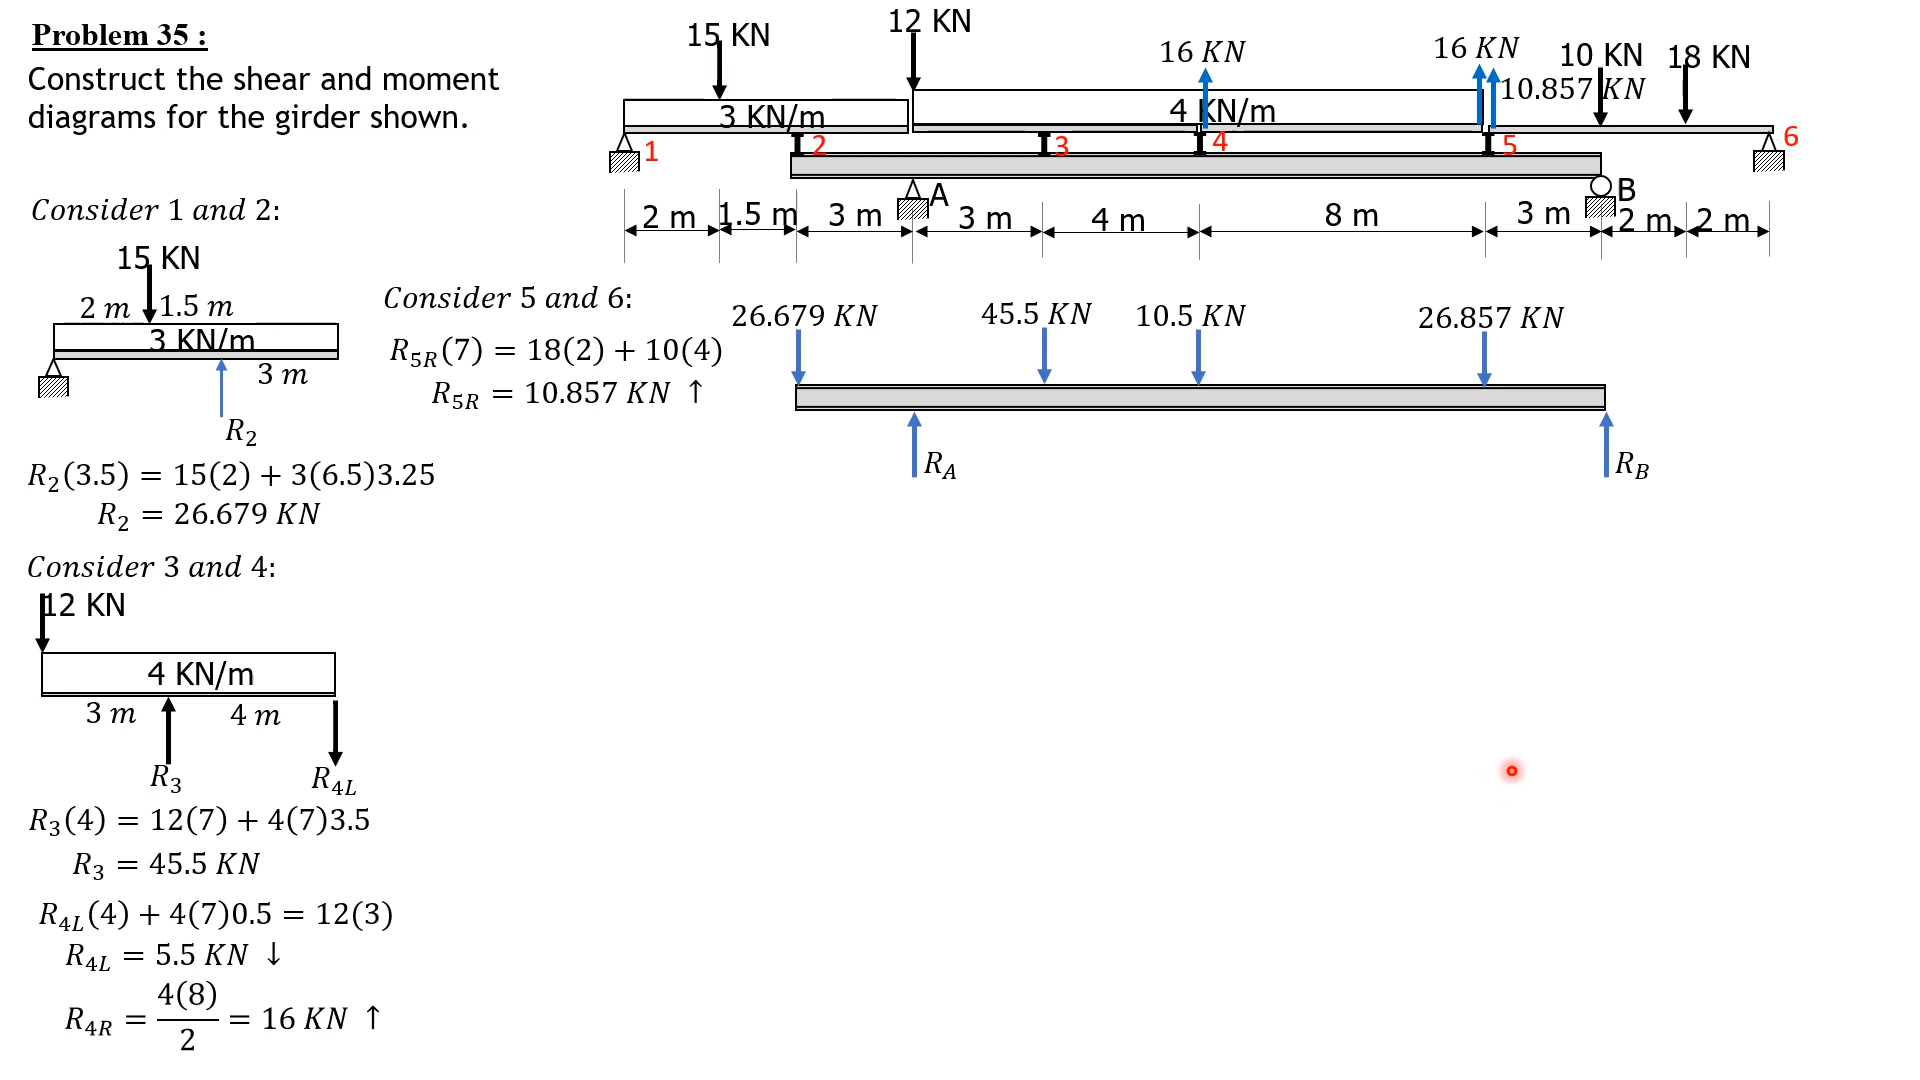 Problem 35 :
Construct the shear and moment
diagrams for the girder shown.
15 KN
12 KN
16 KN
16 KN
10 KN
18 KN
10.857 KN
3 KN/m
4 KN/m
1
2
3
4
5
6
A
B
2 m
1.5 m
3 m
3 m
4 m
8 m
3 m
2 m
2 m
Consider 1 and 2:
15 KN
2 m
1.5 m
3 KN/m
3 m
R₂
R₂(3.5) = 15(2) + 3(6.5)3.25
R₂ = 26.679 KN
Consider 3 and 4:
12 KN
4 KN/m
3 m
4 m
R₃
R₄L
R₃(4) = 12(7) + 4(7)3.5
R₃ = 45.5 KN
R₄L(4) + 4(7)0.5 = 12(3)
R₄L = 5.5 KN ↓
R₄R = 4(8)/2 = 16 KN ↑
Consider 5 and 6:
R₅R(7) = 18(2) + 10(4)
R₅R = 10.857 KN ↑
26.679 KN
45.5 KN
10.5 KN
26.857 KN
R_A
R_B